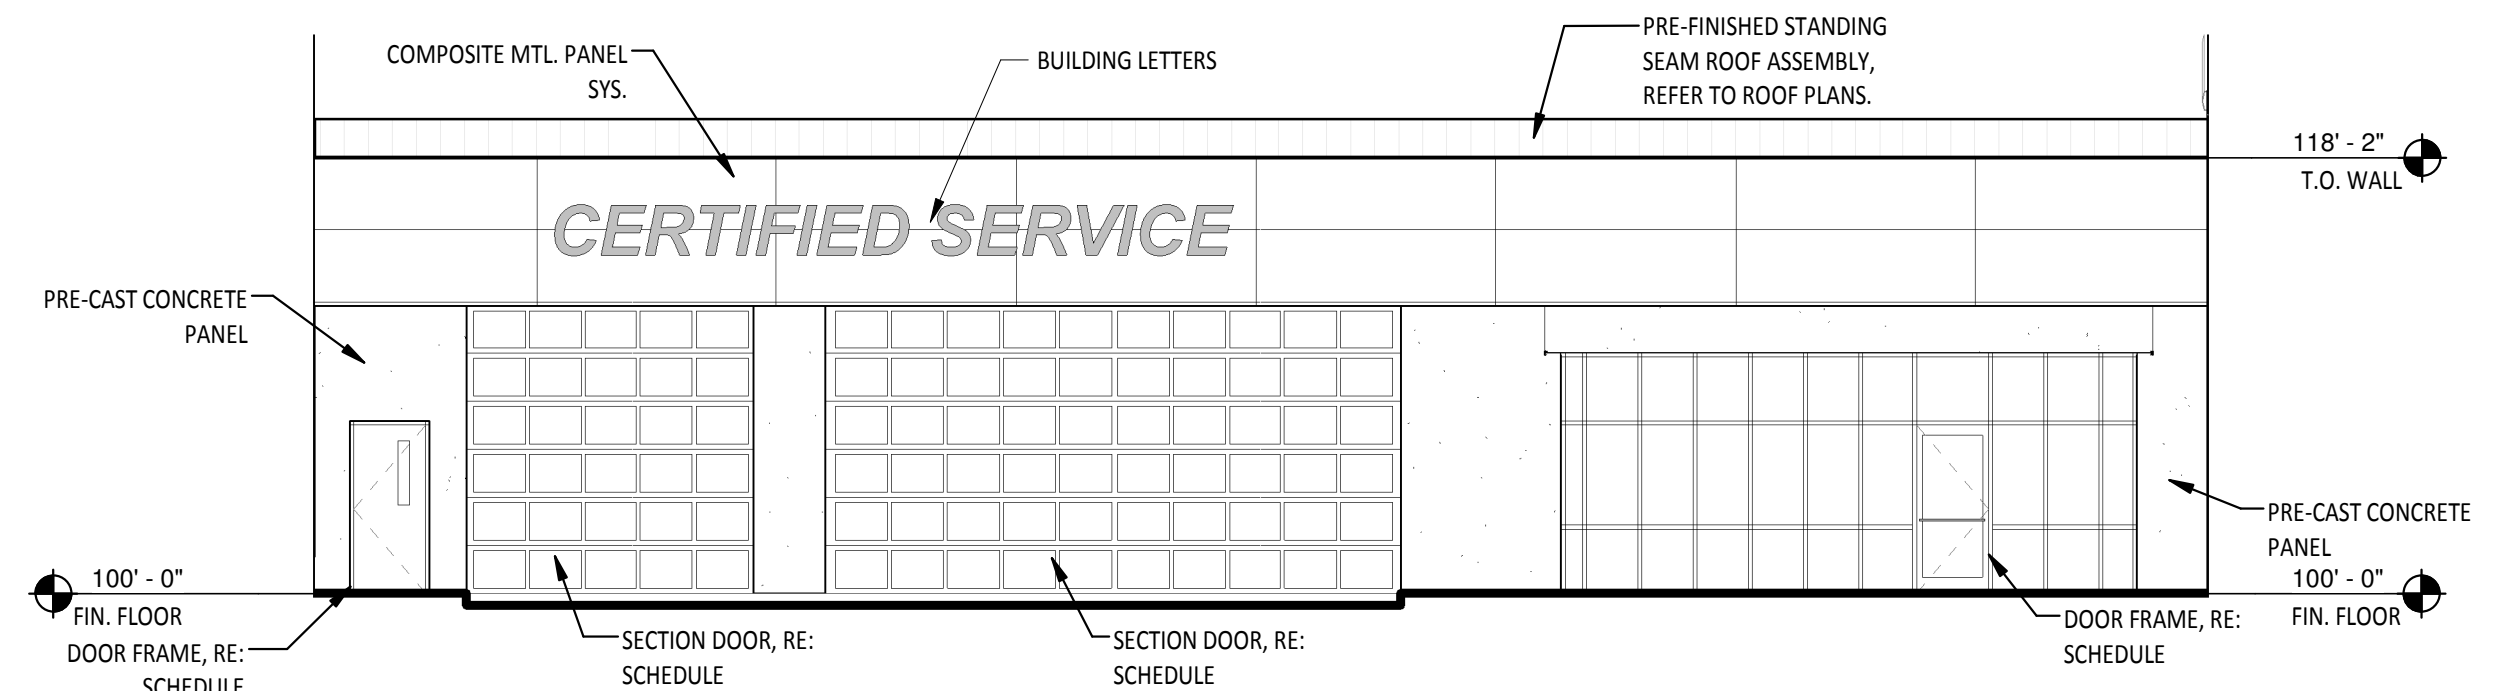 PRE-FINISHED STANDING
SEAM ROOF ASSEMBLY,
REFER TO ROOF PLANS.
COMPOSITE MTL. PANEL
SYS.
BUILDING LETTERS
118' - 2"
T.O. WALL
CERTIFIED SERVICE
PRE-CAST CONCRETE
PANEL
PRE-CAST CONCRETE
PANEL
100' - 0"
FIN. FLOOR
100' - 0"
FIN. FLOOR
DOOR FRAME, RE:
SCHEDULE
SECTION DOOR, RE:
SCHEDULE
SECTION DOOR, RE:
SCHEDULE
DOOR FRAME, RE:
SCHEDULE